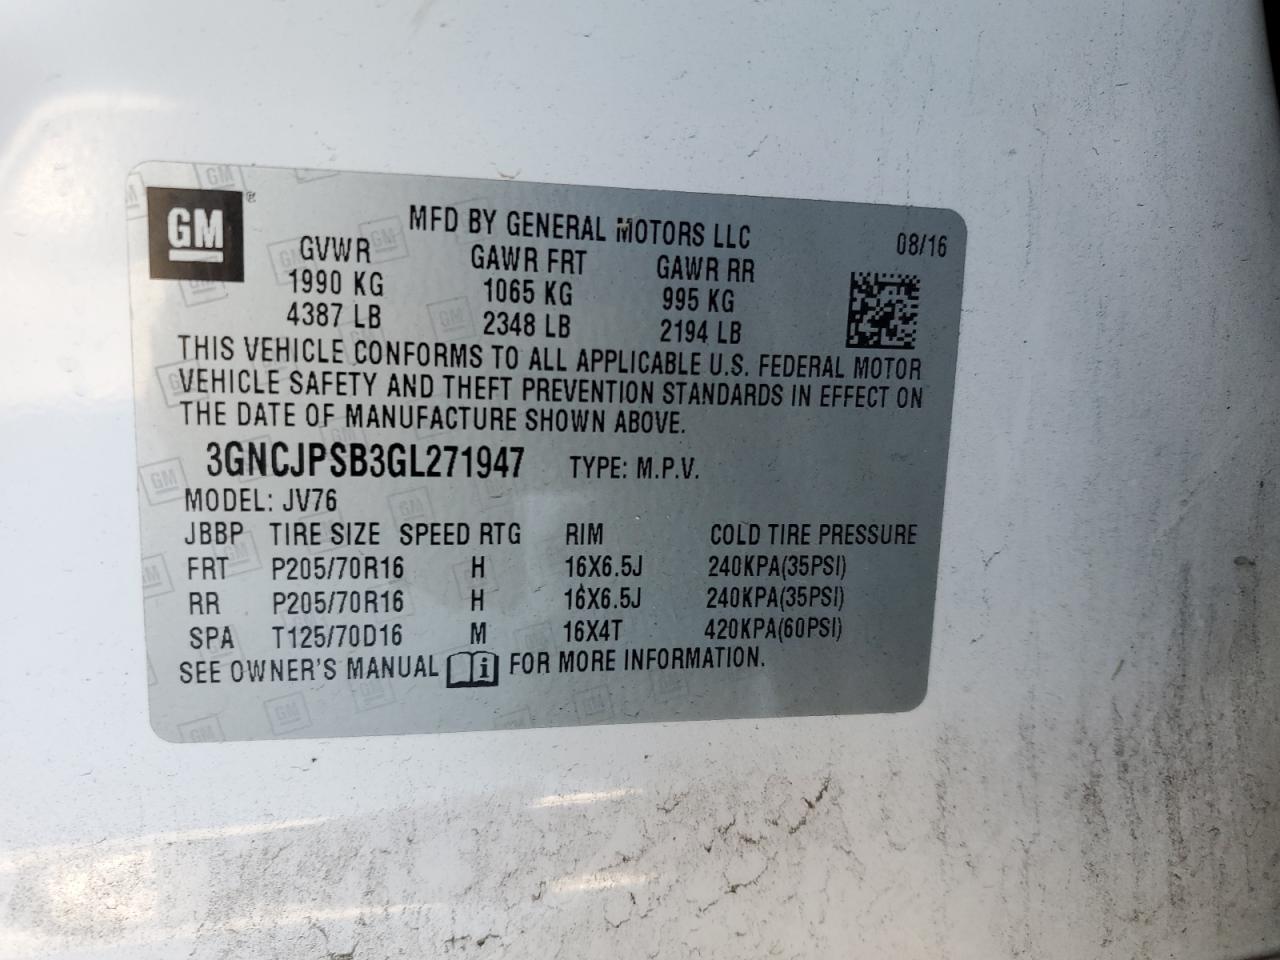 GM ®
MFD BY GENERAL MOTORS LLC 08/16
GVWR GAWR FRT GAWR RR
1990 KG 1065 KG 995 KG
4387 LB 2348 LB 2194 LB
THIS VEHICLE CONFORMS TO ALL APPLICABLE U.S. FEDERAL MOTOR
VEHICLE SAFETY AND THEFT PREVENTION STANDARDS IN EFFECT ON
THE DATE OF MANUFACTURE SHOWN ABOVE.
3GNCJPSB3GL271947 TYPE: M.P.V.
MODEL: JV76
JBBP TIRE SIZE SPEED RTG RIM COLD TIRE PRESSURE
FRT P205/70R16 H 16X6.5J 240KPA(35PSI)
RR P205/70R16 H 16X6.5J 240KPA(35PSI)
SPA T125/70D16 M 16X4T 420KPA(60PSI)
SEE OWNER'S MANUAL i FOR MORE INFORMATION.